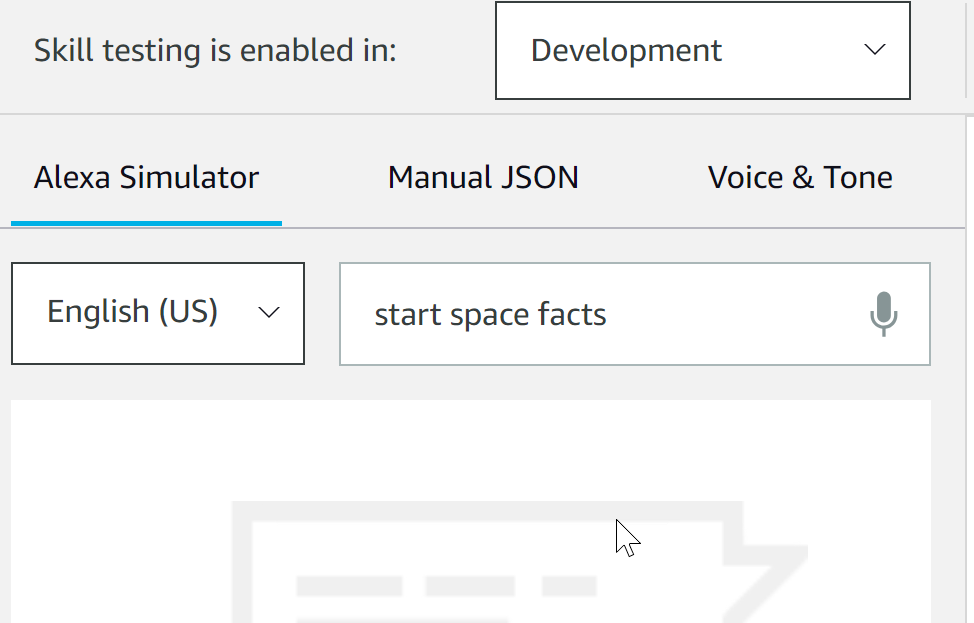 Skill testing is enabled in: Development
Alexa Simulator Manual JSON Voice & Tone
English (US) start space facts